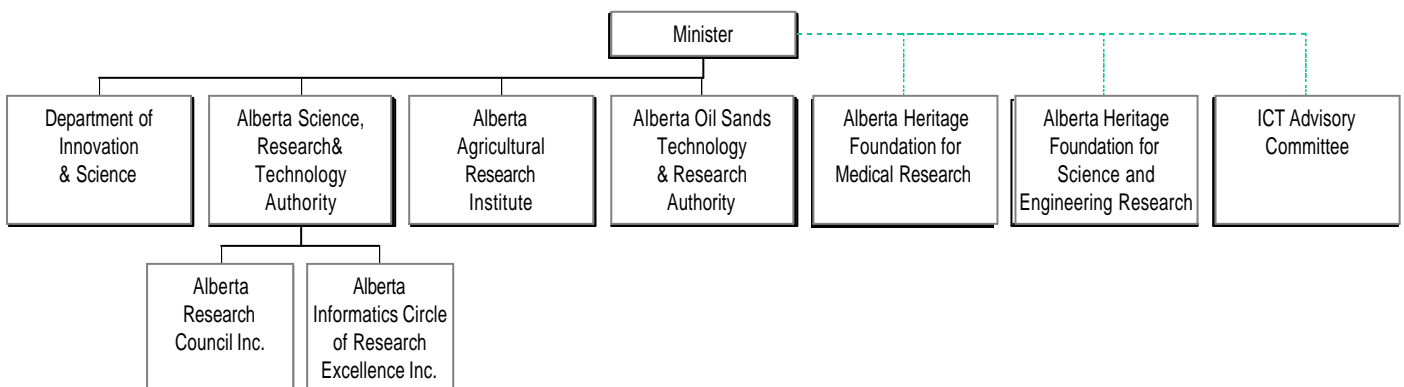 Minister
Department of
Innovation
& Science
Alberta Science,
Research&
Technology
Authority
Alberta
Agricultural
Research
Institute
Alberta Oil Sands
Technology
& Research
Authority
Alberta Heritage
Foundation for
Medical Research
Alberta Heritage
Foundation for
Science and
Engineering Research
ICT Advisory
Committee
Alberta
Research
Council Inc.
Alberta
Informatics Circle
of Research
Excellence Inc.